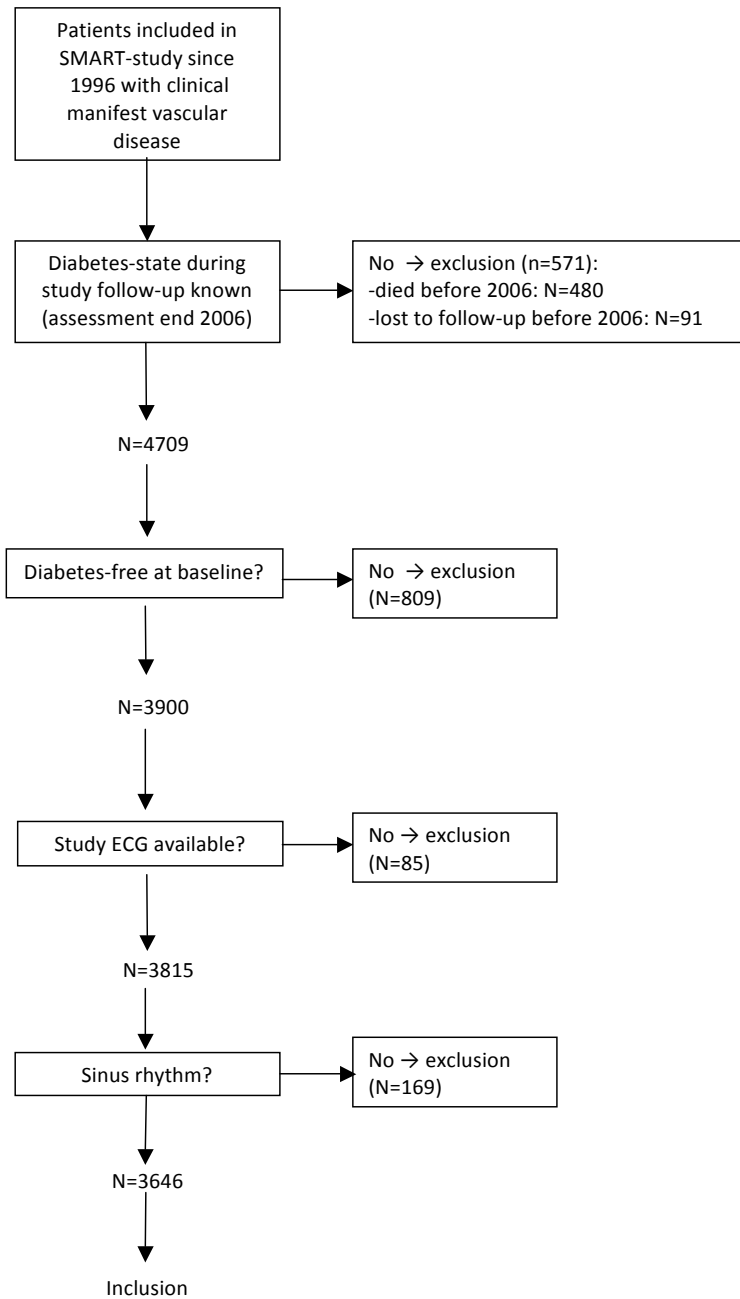 Patients included in
SMART-study since
1996 with clinical
manifest vascular
disease
Diabetes-state during
study follow-up known
(assessment end 2006)
No → exclusion (n=571):
-died before 2006: N=480
-lost to follow-up before 2006: N=91
N=4709
Diabetes-free at baseline?
No → exclusion
(N=809)
N=3900
Study ECG available?
No → exclusion
(N=85)
N=3815
Sinus rhythm?
No → exclusion
(N=169)
N=3646
Inclusion